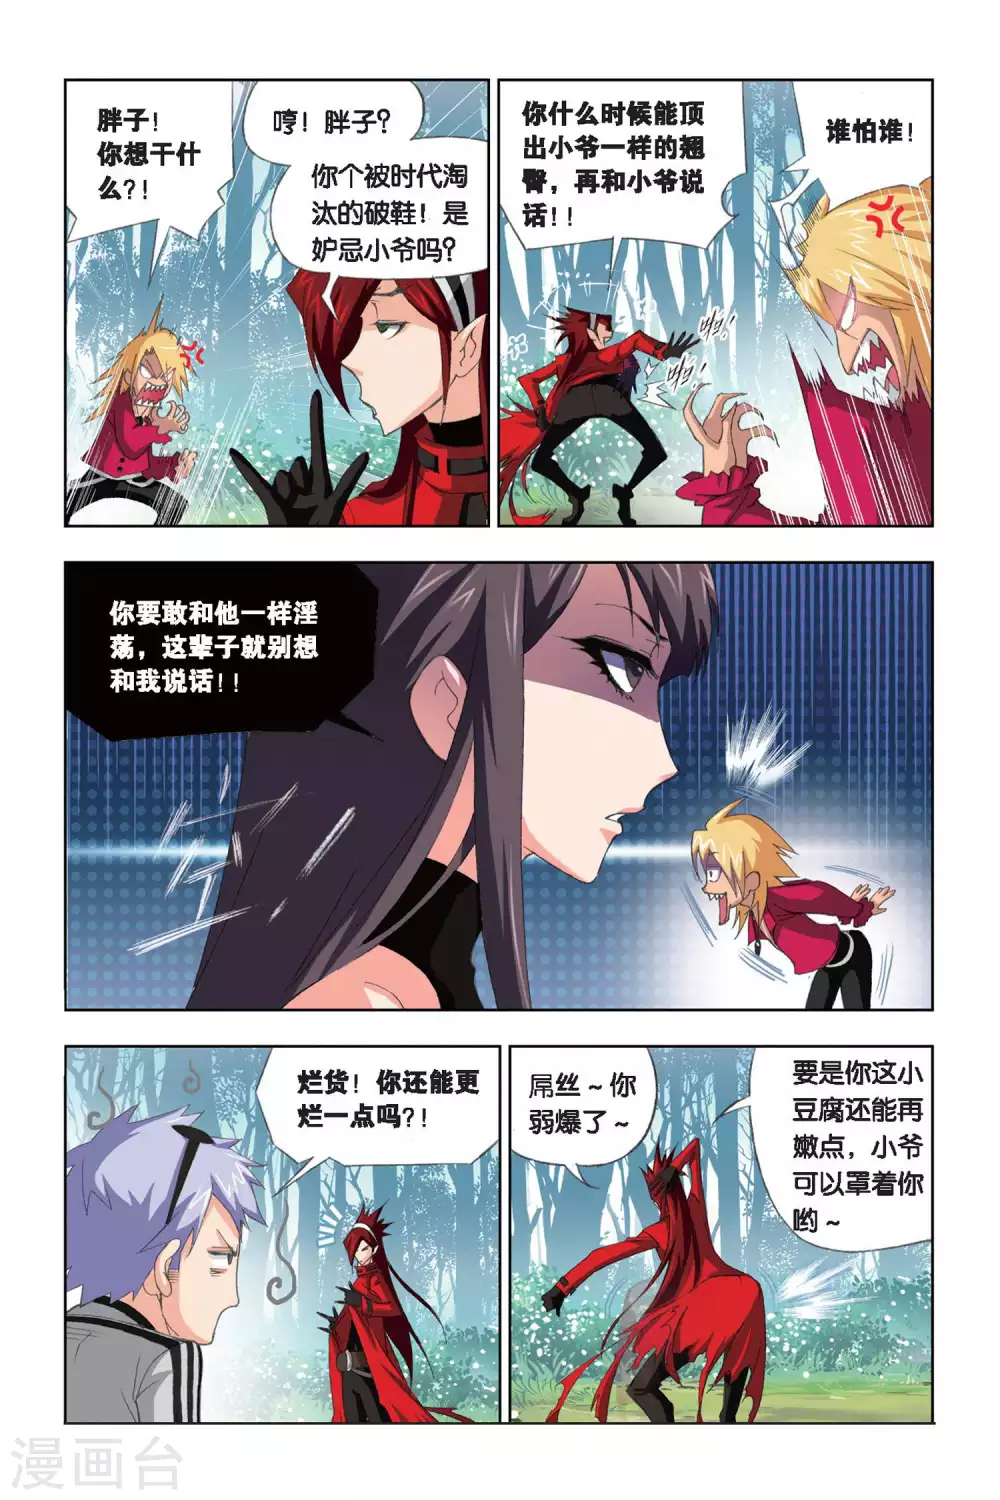 胖子！
你想干什
么？！
哼！胖子？
你个被时代淘
汰的破鞋！是
妒忌小爷吗？
你什么时候能顶
出小爷一样的翘
臀，再和小爷说
话！！
谁怕谁！
啪！
啪！
你要敢和他一样淫
荡，这辈子就别想
和我说话！！
烂货！你还能更
烂一点吗？！
屌丝～你
弱爆了～
要是你这小
豆腐还能再
嫩点，小爷
可以罩着你
哟～
漫画台